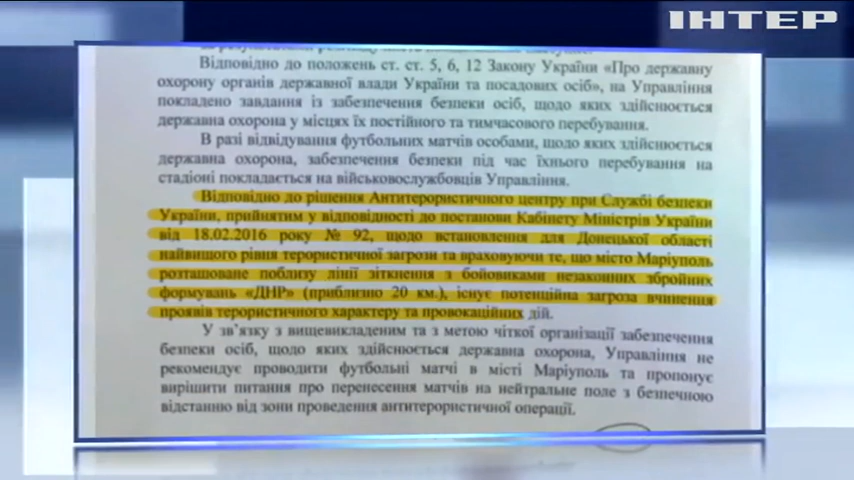 ІНТЕР
Відповідно до положень ст. ст. 5, 6, 12 Закону України «Про державну
охорону органів державної влади України та посадових осіб», на Управління
покладено завдання із забезпечення безпеки осіб, щодо яких здійснюється
державна охорона у місцях їх постійного та тимчасового перебування.
В разі відвідування футбольних матчів особами, щодо яких здійснюється
державна охорона, забезпечення безпеки під час їхнього перебування на
стадіоні покладається на військовослужбовців Управління.
Відповідно до рішення Антитерористичного центру при Службі безпеки
України, прийнятим у відповідності до постанови Кабінету Міністрів України
від 18.02.2016 року № 92, щодо встановлення для Донецької області
найвищого рівня терористичної загрози та враховуючи те, що місто Маріуполь
розташоване поблизу лінії зіткнення з бойовиками незаконних збройних
формувань «ДНР» (приблизно 20 км.), існує потенційна загроза вчинення
проявів терористичного характеру та провокаційних дій.
У зв’язку з вищевикладеним та з метою чіткої організації забезпечення
безпеки осіб, щодо яких здійснюється державна охорона, Управління не
рекомендує проводити футбольні матчі в місті Маріуполь та пропонує
вирішити питання про перенесення матчів на нейтральне поле з безпечною
відстанню від зони проведення антитерористичної операції.